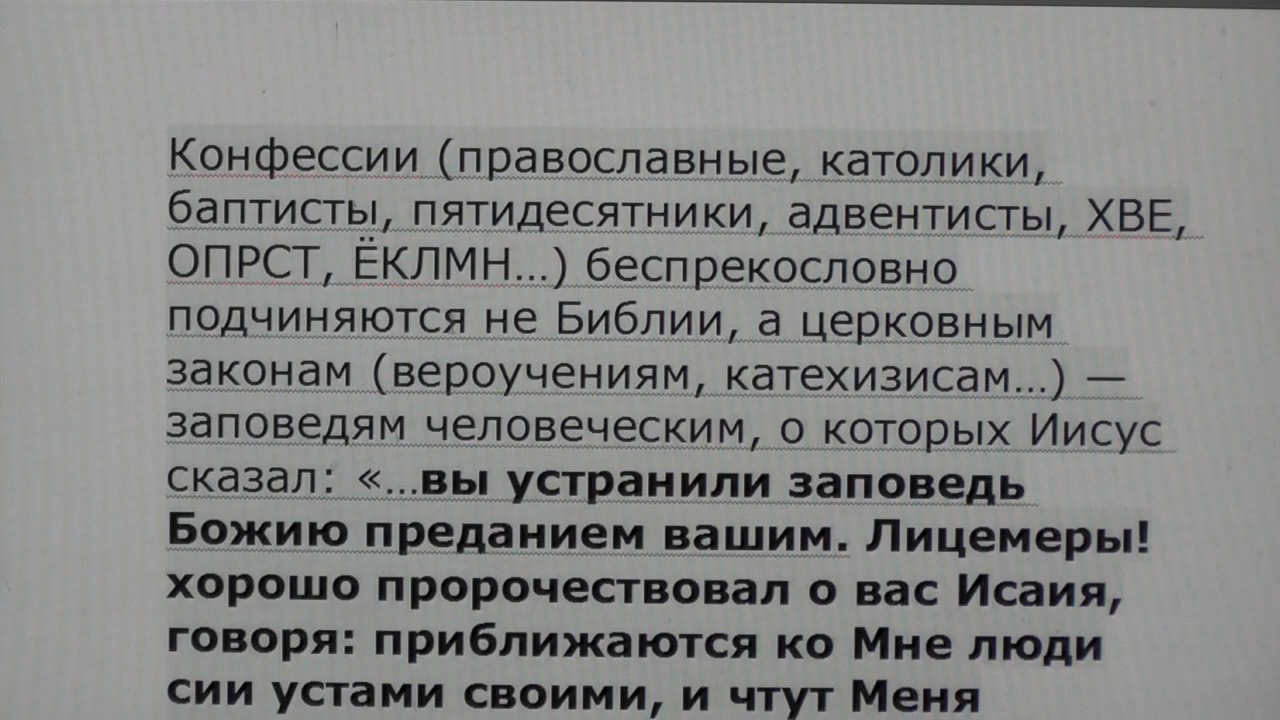 Конфессии (православные, католики,
баптисты, пятидесятники, адвентисты, ХВЕ,
ОПРСТ, ЁКЛМН...) беспрекословно
подчиняются не Библии, а церковным
законам (вероучениям, катехизисам...) —
заповедям человеческим, о которых Иисус
сказал: «...вы устранили заповедь
Божию преданием вашим. Лицемеры!
хорошо пророчествовал о вас Исаия,
говоря: приближаются ко Мне люди
сии устами своими, и чтут Меня